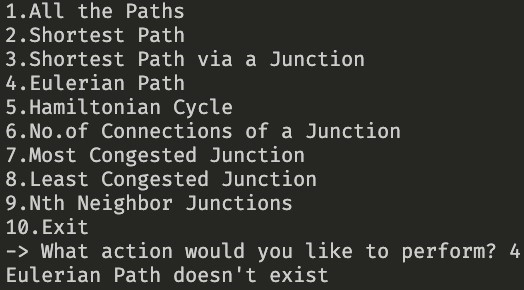 1.All the Paths
2.Shortest Path
3.Shortest Path via a Junction
4.Eulerian Path
5.Hamiltonian Cycle
6.No.of Connections of a Junction
7.Most Congested Junction
8.Least Congested Junction
9.Nth Neighbor Junctions
10.Exit
-> What action would you like to perform? 4
Eulerian Path doesn't exist